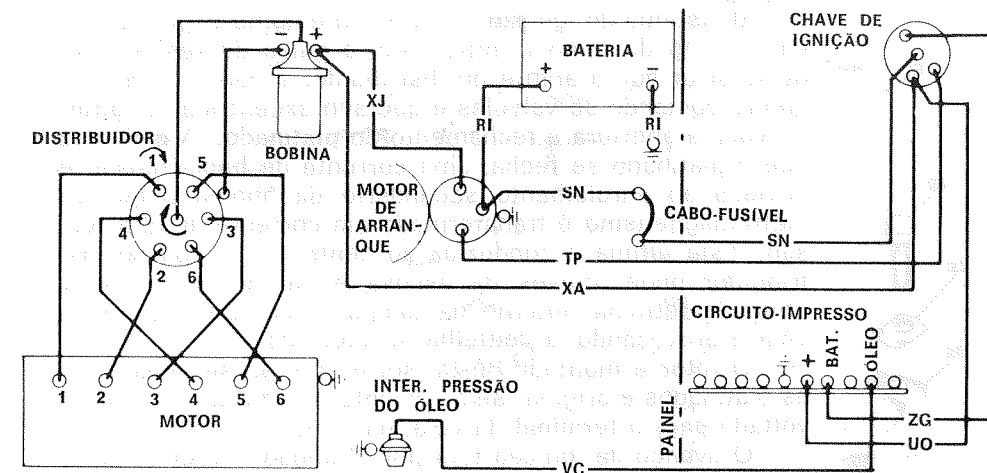 CHAVE DE
IGNIÇÃO
- +
BATERIA
+ -
XJ
RI
RI
DISTRIBUIDOR
BOBINA
1 5
4 3
2 6
MOTOR
DE
ARRAN-
QUE
SN
CABO-FUSÍVEL
SN
TP
XA
CIRCUITO-IMPRESSO
+
BAT.
ÓLEO
1 2 3 4 5 6
MOTOR
INTER. PRESSÃO
DO ÓLEO
PAINEL
ZG
UO
VC